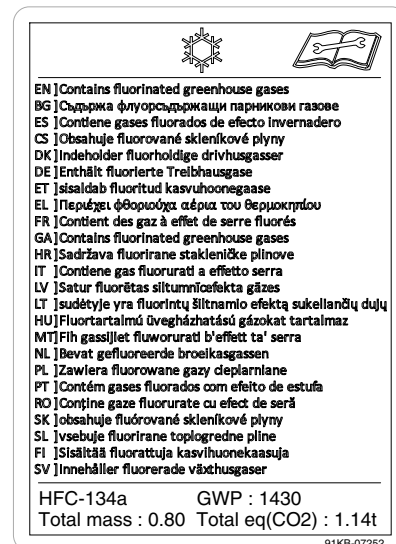 EN ]Contains fluorinated greenhouse gases
BG ]Съдържа флуорсъдържащи парникови газове
ES ]Contiene gases fluorados de efecto invernadero
CS ]Obsahuje fluorované skleníkové plyny
DK ]Indeholder fluorholdige drivhusgasser
DE ]Enthält fluorierte Treibhausgase
ET ]sisaldab fluoritud kasvuhoonegaase
EL ]Περιέχει φθοριούχα αέρια του θερμοκηπίου
FR ]Contient des gaz à effet de serre fluorés
GA]Contains fluorinated greenhouse gases
HR]Sadržava fluorirane stakleničke plinove
IT ]Contiene gas fluorurati a effetto serra
LV ]Satur fluorētas siltumnīcefekta gāzes
LT ]sudėtyje yra fluorintų šiltnamio efektą sukeliančių dujų
HU]Fluortartalmú üvegházhatású gázokat tartalmaz
MT]Fih gassijiet fluworurati b'effett ta' serra
NL ]Bevat gefluoreerde broeikasgassen
PL ]Zawiera fluorowane gazy cieplarniane
PT ]Contém gases fluorados com efeito de estufa
RO ]Conține gaze fluorurate cu efect de seră
SK ]obsahuje fluórované skleníkové plyny
SL ]vsebuje fluorirane toplogredne pline
FI ]Sisältää fluorattuja kasvihuonekaasuja
SV ]Innehåller fluorerade växthusgaser
HFC-134a GWP : 1430
Total mass : 0.80 Total eq(CO2) : 1.14t
91KB-07252